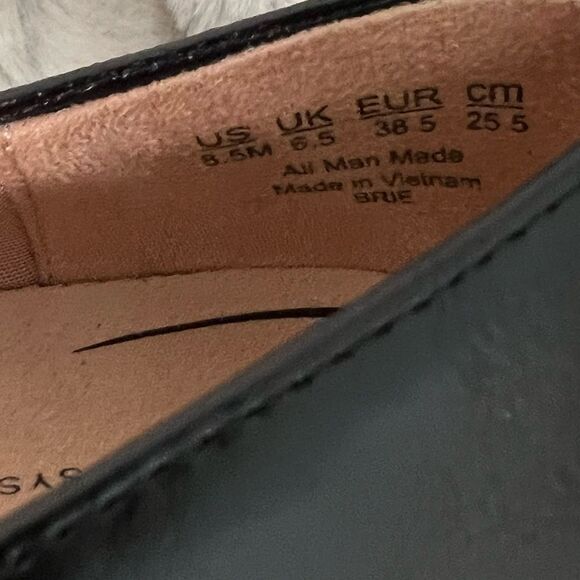 US UK EUR cm
8.5M 6.5 38.5 25.5
All Man Made
Made in Vietnam
BRIE
SYS